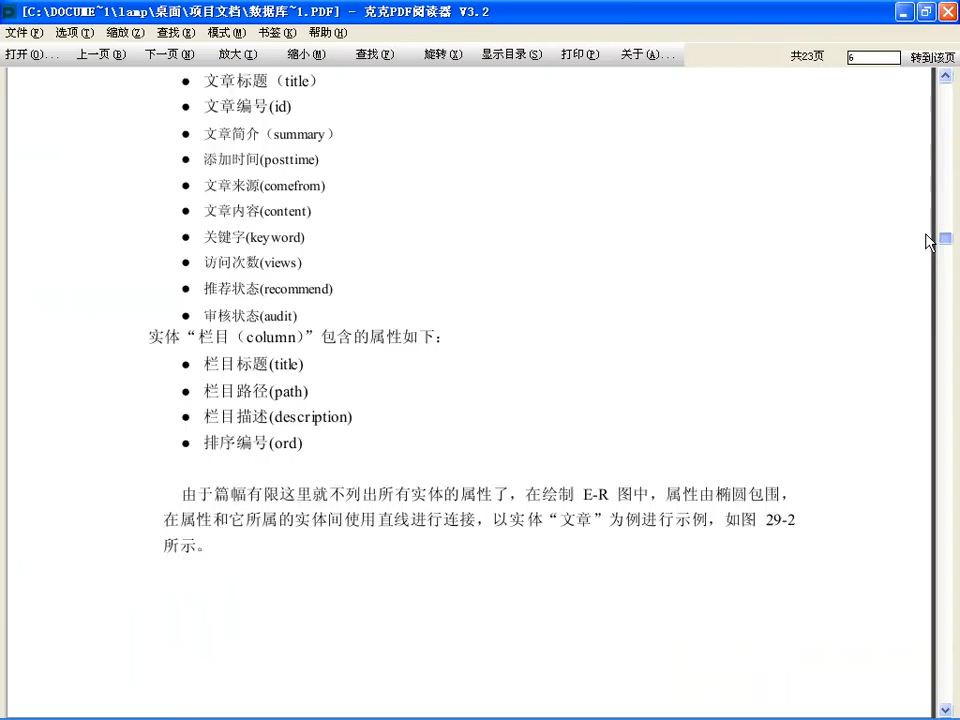 [C:\DOCUME~1\lamp\桌面\项目文档\数据库~1.PDF] - 克克PDF阅读器 V3.2
文件(F) 选项(T) 缩放(Z) 查找(K) 模式(M) 书签(K) 帮助(H)
打开(O)... 上一页(B) 下一页(N) 放大(I) 缩小(M) 查找(F) 旋转(X) 显示目录(S) 打印(P) 关于(A)... 共23页 6 转到该页
● 文章标题（title）
● 文章编号(id)
● 文章简介（summary）
● 添加时间(posttime)
● 文章来源(comefrom)
● 文章内容(content)
● 关键字(keyword)
● 访问次数(views)
● 推荐状态(recommend)
● 审核状态(audit)
实体“栏目（column）”包含的属性如下：
● 栏目标题(title)
● 栏目路径(path)
● 栏目描述(description)
● 排序编号(ord)
由于篇幅有限这里就不列出所有实体的属性了，在绘制 E-R 图中，属性由椭圆包围，
在属性和它所属的实体间使用直线进行连接，以实体“文章”为例进行示例，如图 29-2
所示。